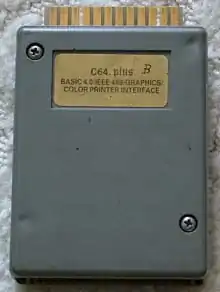 C64. plus B
BASIC 4.0/IEEE 488-GRAPHICS/
COLOR PRINTER INTERFACE